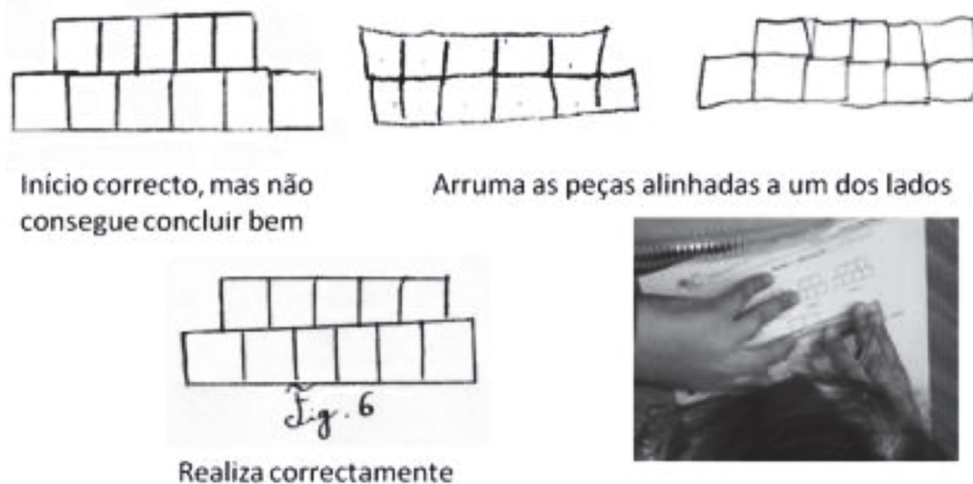 Início correcto, mas não
consegue concluir bem
Arruma as peças alinhadas a um dos lados
Fig. 6
Realiza correctamente